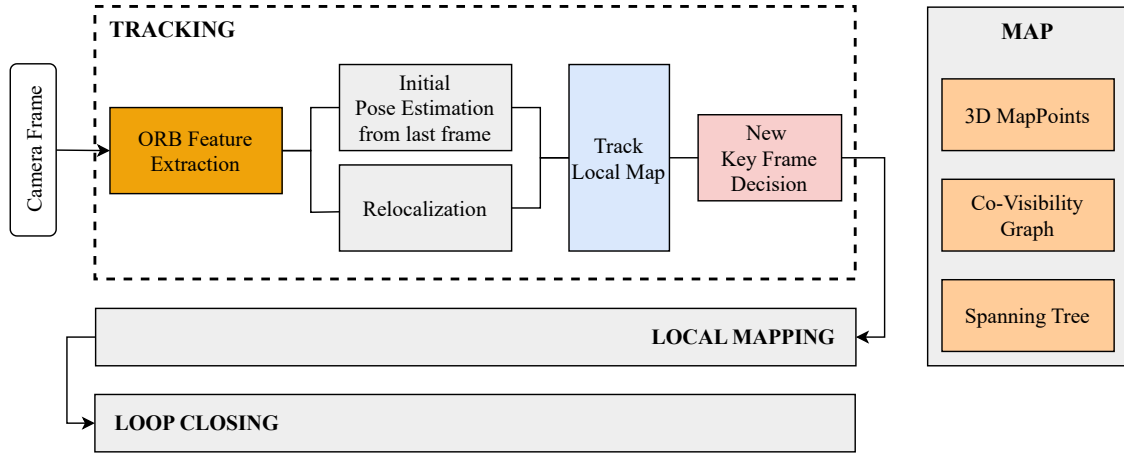 TRACKING
Camera Frame
ORB Feature
Extraction
Initial
Pose Estimation
from last frame
Relocalization
Track
Local Map
New
Key Frame
Decision
LOCAL MAPPING
LOOP CLOSING
MAP
3D MapPoints
Co-Visibility
Graph
Spanning Tree